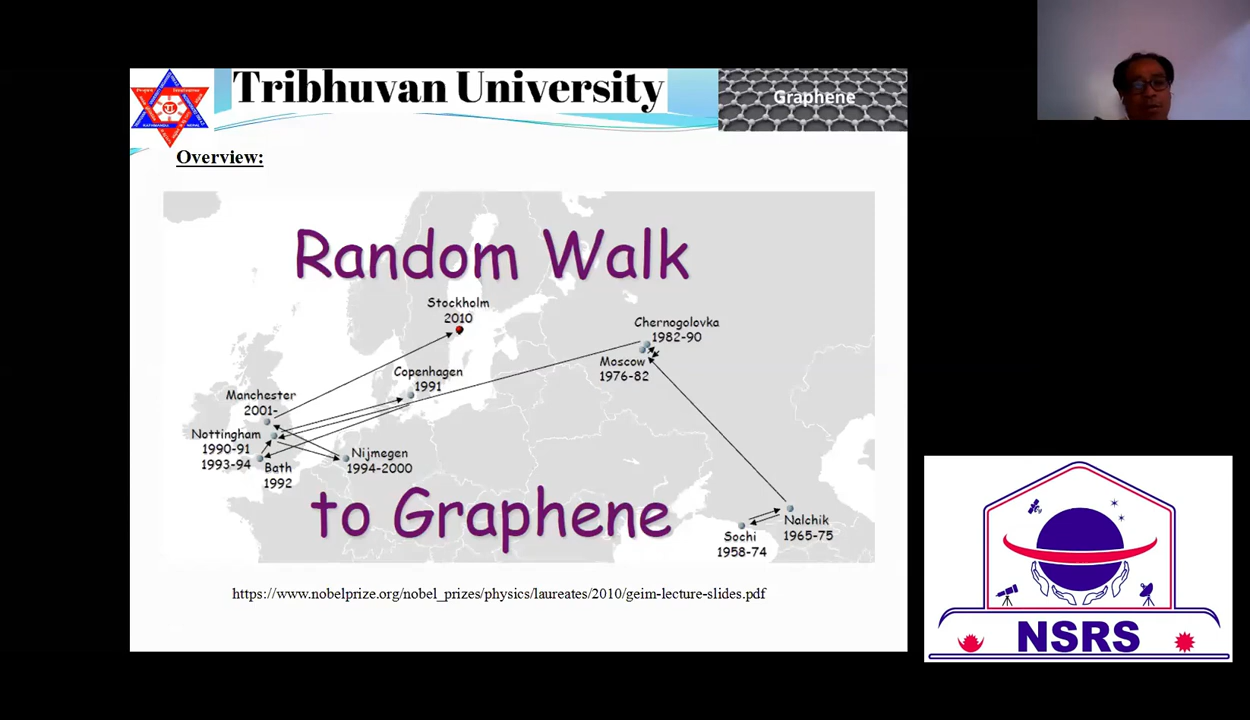 Tribhuvan University
Graphene
Overview:
Random Walk
Stockholm
2010
Chernogolovka
1982-90
Moscow
1976-82
Copenhagen
1991
Manchester
2001-
Nottingham
1990-91
1993-94
Bath
1992
Nijmegen
1994-2000
to Graphene
Nalchik
1965-75
Sochi
1958-74
https://www.nobelprize.org/nobel_prizes/physics/laureates/2010/geim-lecture-slides.pdf
NSRS